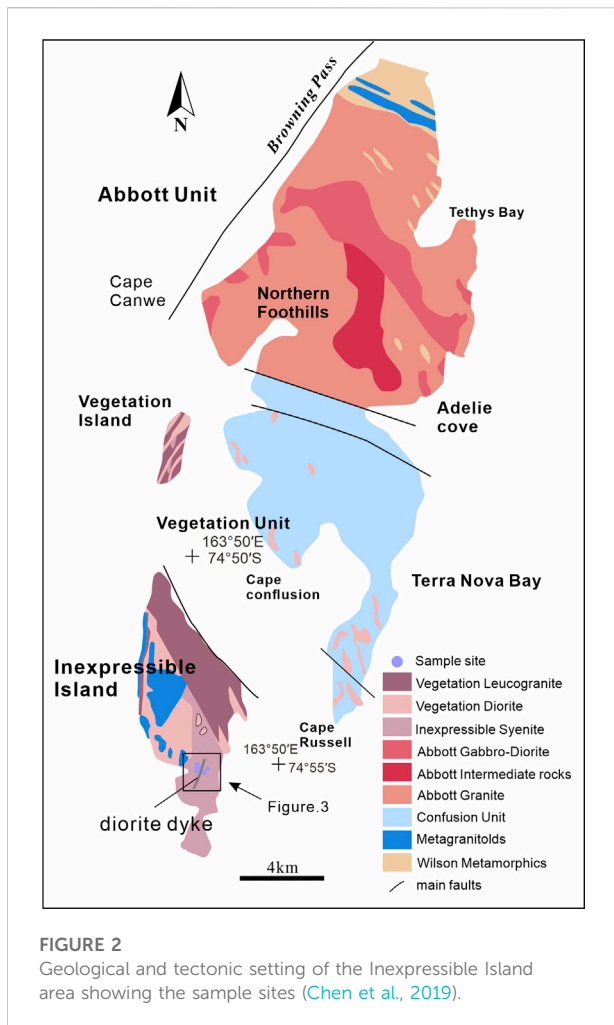 N
Browning Pass
Abbott Unit
Tethys Bay
Cape
Canwe
Northern
Foothills
Vegetation
Island
Adelie
cove
Vegetation Unit
163°50′E
74°50′S
Cape
conflusion
Terra Nova Bay
Inexpressible
Island
Cape
Russell
163°50′E
74°55′S
Figure.3
diorite dyke
4km
Sample site
Vegetation Leucogranite
Vegetation Diorite
Inexpressible Syenite
Abbott Gabbro-Diorite
Abbott Intermediate rocks
Abbott Granite
Confusion Unit
Metagranitolds
Wilson Metamorphics
main faults
FIGURE 2
Geological and tectonic setting of the Inexpressible Island
area showing the sample sites (Chen et al., 2019).